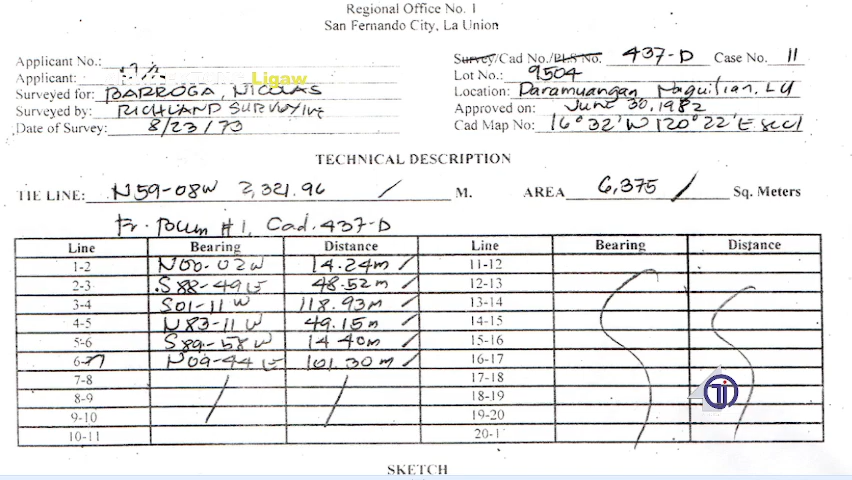 Regional Office No. 1
San Fernando City, La Union
Applicant No.:
Applicant: Ligaw
Surveyed for: BARROGA, NICOLAS
Surveyed by: RICHLAND SURVEYING
Date of Survey: 8/23/73
Survey/Cad No./PLS No. 437-D Case No. 11
Lot No.: 9504
Location: Daramuangan Naguilian, LU
Approved on: June 30, 1982
Cad Map No: 16° 32' N 120° 22' E
TECHNICAL DESCRIPTION
TIE LINE: N59-08W 2,321.96 / M. AREA 6,375 / Sq. Meters
Fr. BLLM #1, Cad. 437-D
Line Bearing Distance Line Bearing Distance
1-2 N00-02W 14.24m 11-12
2-3 S88-49E 48.52m 12-13
3-4 S01-11W 118.93m 13-14
4-5 N83-11W 49.15m 14-15
5-6 S89-58W 14.40m 15-16
6-7 N09-44E 101.30m 16-17
7-8 17-18
8-9 18-19
9-10 19-20
10-11 20-1
SKETCH